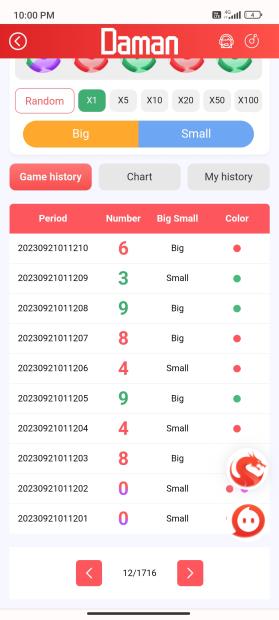 10:00 PM 4G
Daman
Random X1 X5 X10 X20 X50 X100
Big Small
Game history Chart My history
Period Number Big Small Color
20230921011210 6 Big
20230921011209 3 Small
20230921011208 9 Big
20230921011207 8 Big
20230921011206 4 Small
20230921011205 9 Big
20230921011204 4 Small
20230921011203 8 Big
20230921011202 0 Small
20230921011201 0 Small
12/1716